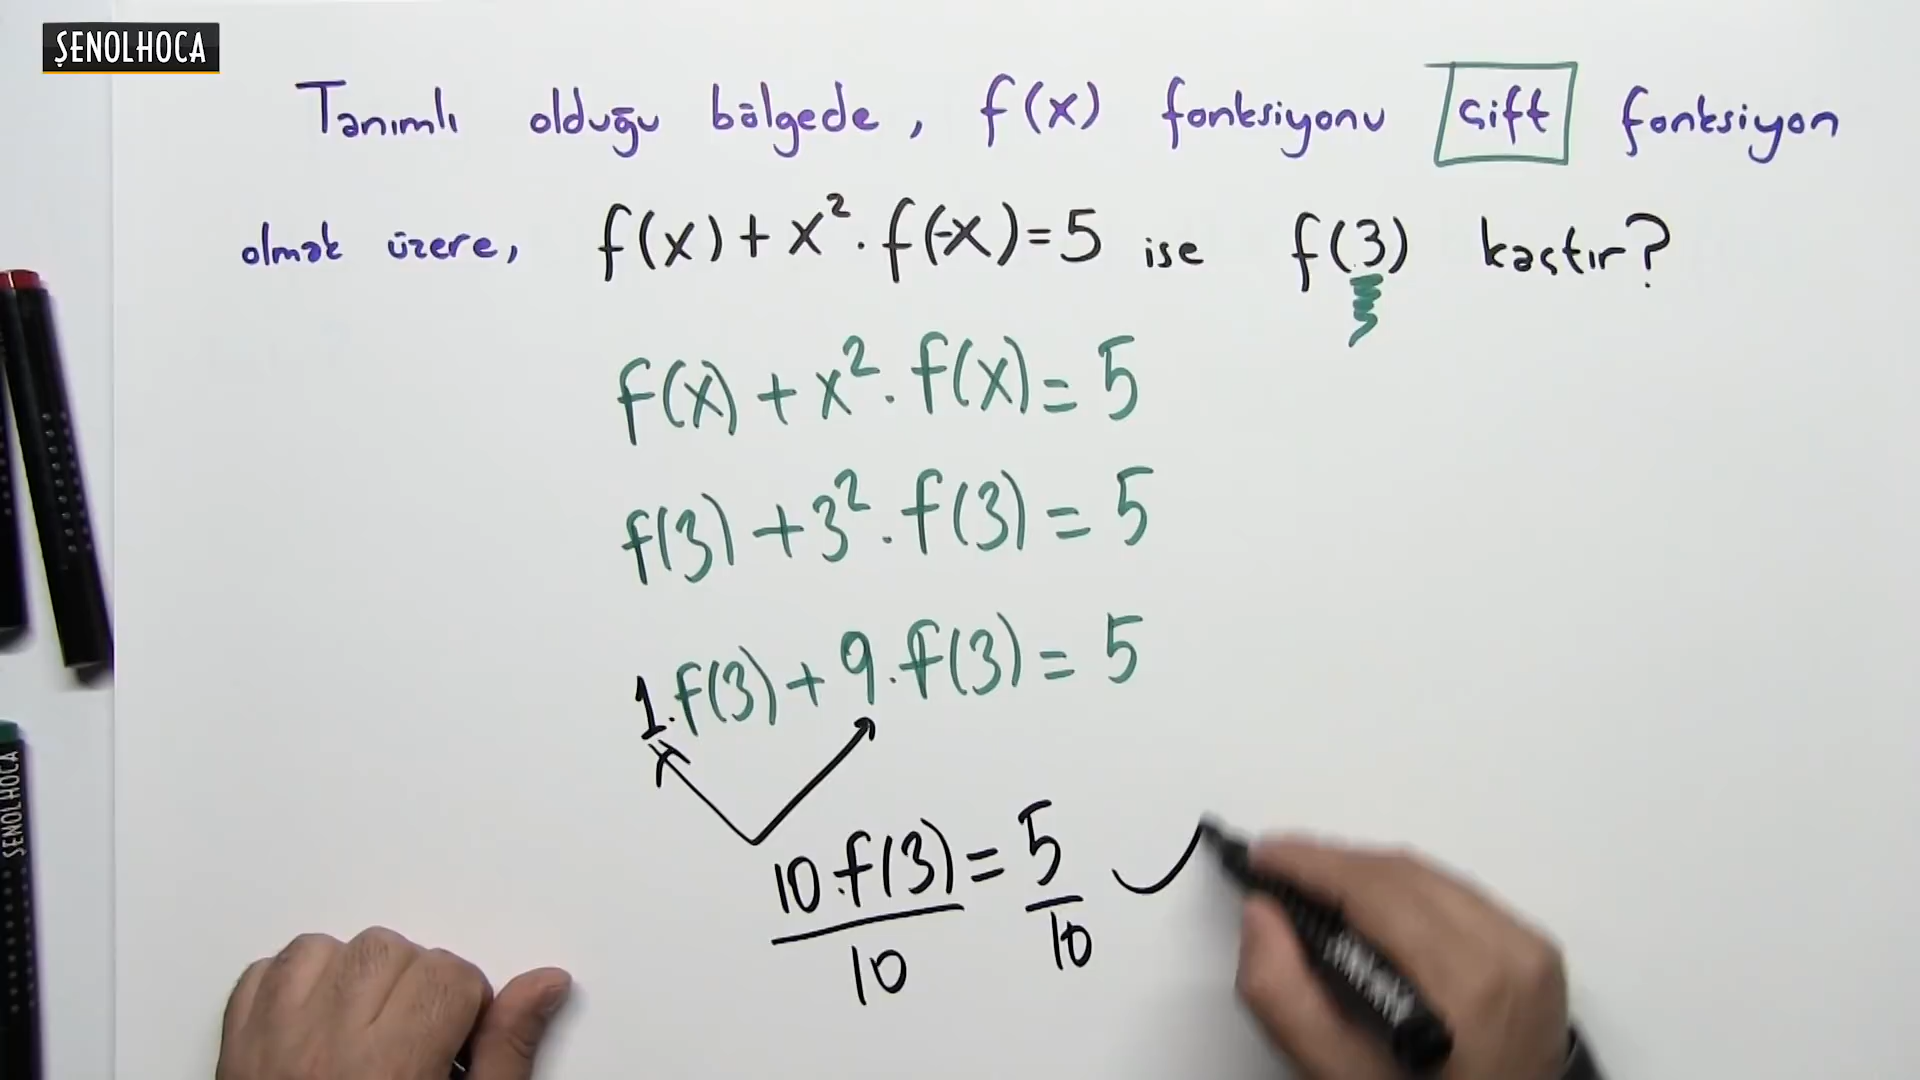 ŞENOLHOCA
Tanımlı olduğu bölgede, f(x) fonksiyonu çift fonksiyon
olmak üzere, f(x) + x². f(-x) = 5 ise f(3) kaçtır?
f(x) + x². f(x) = 5
f(3) + 3². f(3) = 5
1.f(3) + 9.f(3) = 5
10.f(3) = 5
10 10
ŞENOLHOCA